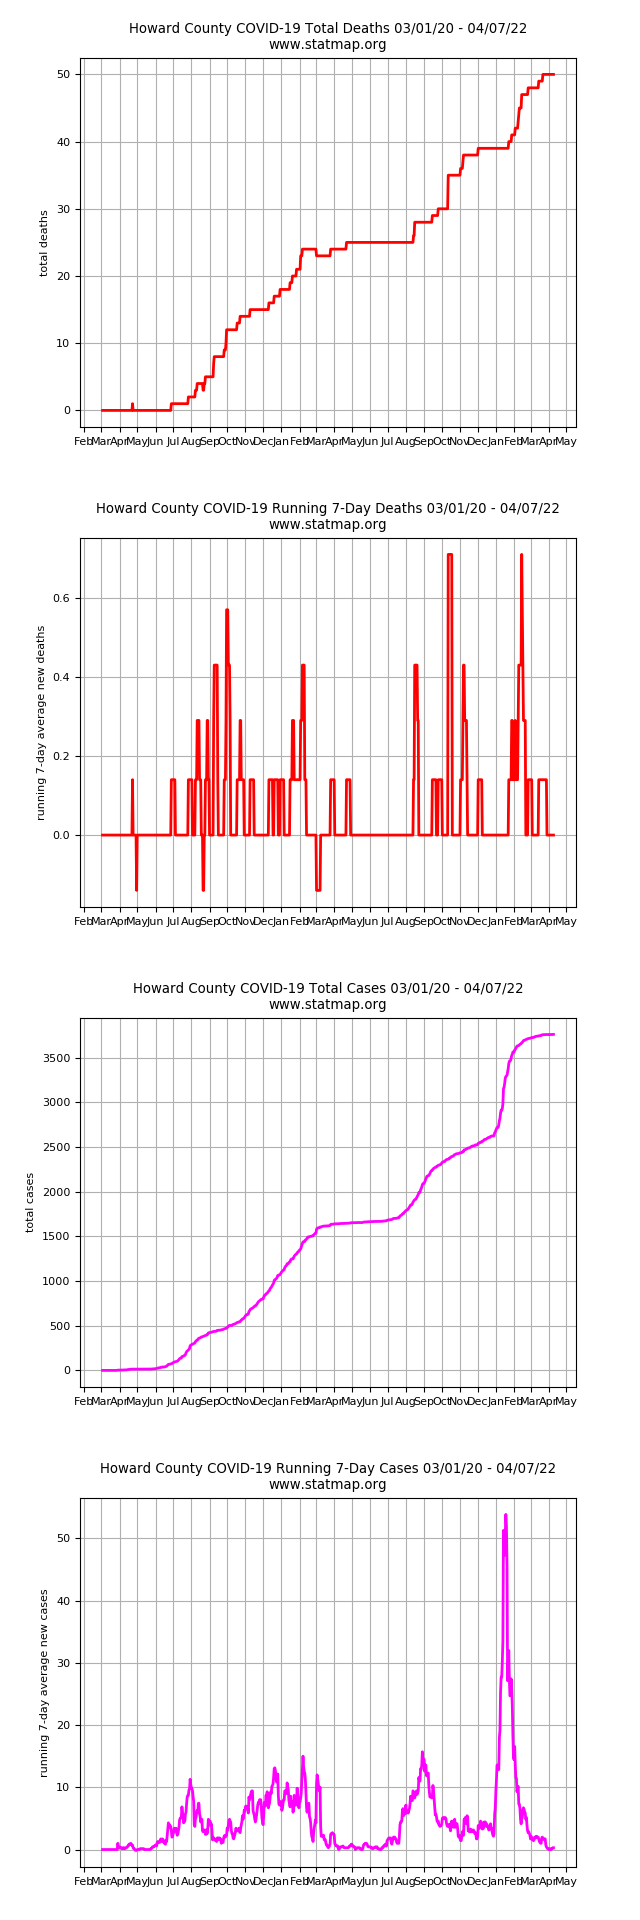 Howard County COVID-19 Total Deaths 03/01/20 - 04/07/22
www.statmap.org
50
40
30
20
10
0
total deaths
Feb Mar Apr May Jun Jul Aug Sep Oct Nov Dec Jan Feb Mar Apr May Jun Jul Aug Sep Oct Nov Dec Jan Feb Mar Apr May
Howard County COVID-19 Running 7-Day Deaths 03/01/20 - 04/07/22
www.statmap.org
0.6
0.4
0.2
0.0
running 7-day average new deaths
Feb Mar Apr May Jun Jul Aug Sep Oct Nov Dec Jan Feb Mar Apr May Jun Jul Aug Sep Oct Nov Dec Jan Feb Mar Apr May
Howard County COVID-19 Total Cases 03/01/20 - 04/07/22
www.statmap.org
3500
3000
2500
2000
1500
1000
500
0
total cases
Feb Mar Apr May Jun Jul Aug Sep Oct Nov Dec Jan Feb Mar Apr May Jun Jul Aug Sep Oct Nov Dec Jan Feb Mar Apr May
Howard County COVID-19 Running 7-Day Cases 03/01/20 - 04/07/22
www.statmap.org
50
40
30
20
10
0
running 7-day average new cases
Feb Mar Apr May Jun Jul Aug Sep Oct Nov Dec Jan Feb Mar Apr May Jun Jul Aug Sep Oct Nov Dec Jan Feb Mar Apr May